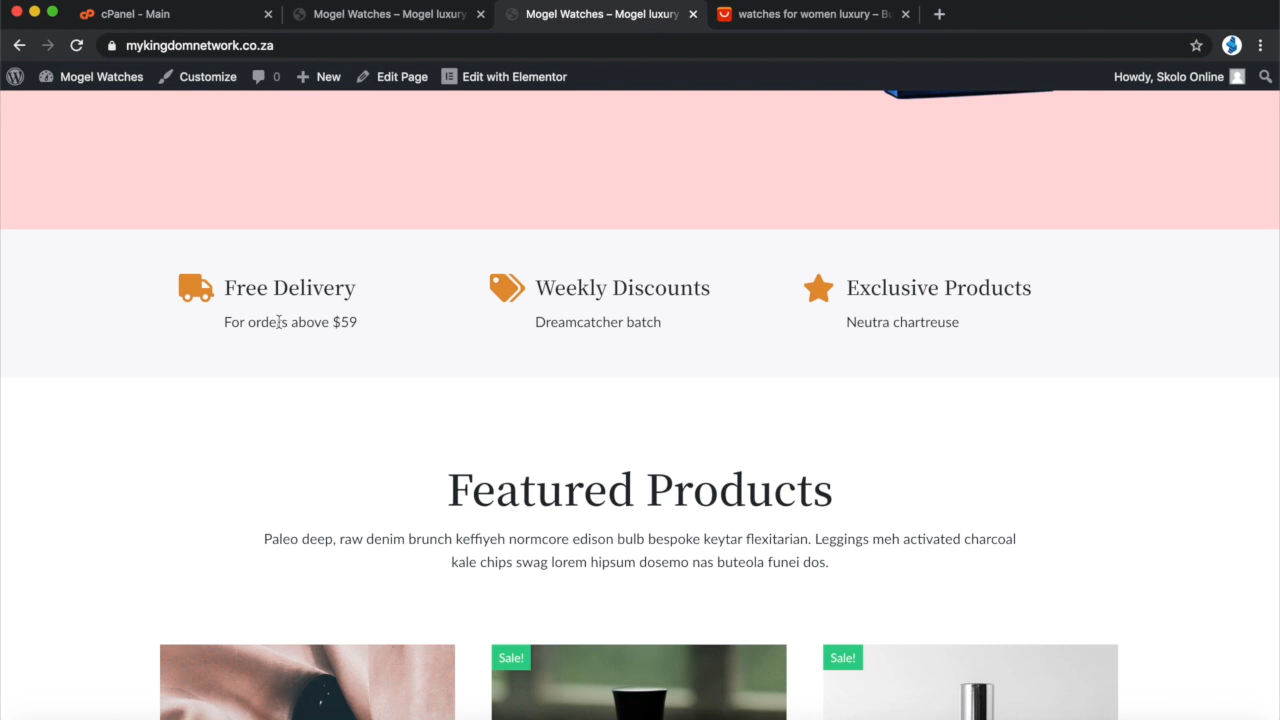 cPanel - Main
Mogel Watches – Mogel luxury
Mogel Watches – Mogel luxury
watches for women luxury – Bu
mykingdomnetwork.co.za
Mogel Watches
Customize
0
New
Edit Page
Edit with Elementor
Howdy, Skolo Online
Free Delivery
For orders above $59
Weekly Discounts
Dreamcatcher batch
Exclusive Products
Neutra chartreuse
Featured Products
Paleo deep, raw denim brunch keffiyeh normcore edison bulb bespoke keytar flexitarian. Leggings meh activated charcoal
kale chips swag lorem hipsum dosemo nas buteola funei dos.
Sale!
Sale!